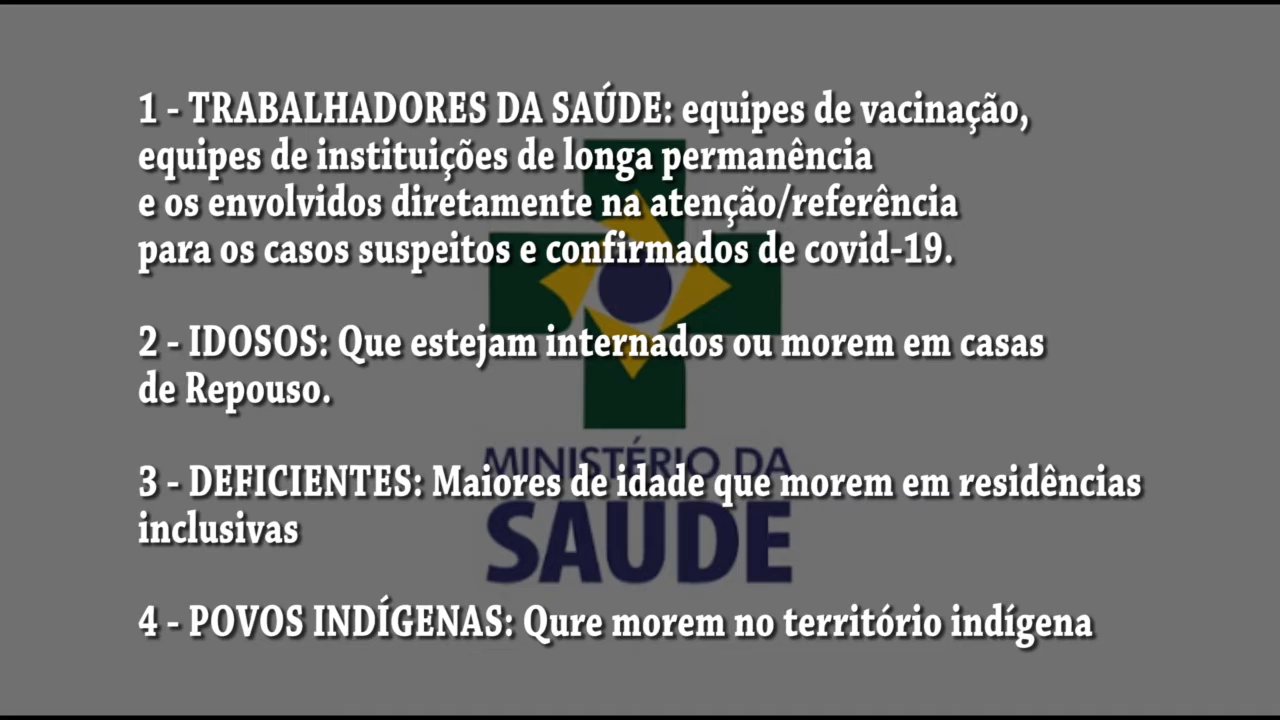 1 - TRABALHADORES DA SAÚDE: equipes de vacinação,
equipes de instituições de longa permanência
e os envolvidos diretamente na atenção/referência
para os casos suspeitos e confirmados de covid-19.
2 - IDOSOS: Que estejam internados ou morem em casas
de Repouso.
3 - DEFICIENTES: Maiores de idade que morem em residências
inclusivas
4 - POVOS INDÍGENAS: Qure morem no território indígena
MINISTÉRIO DA
SAÚDE